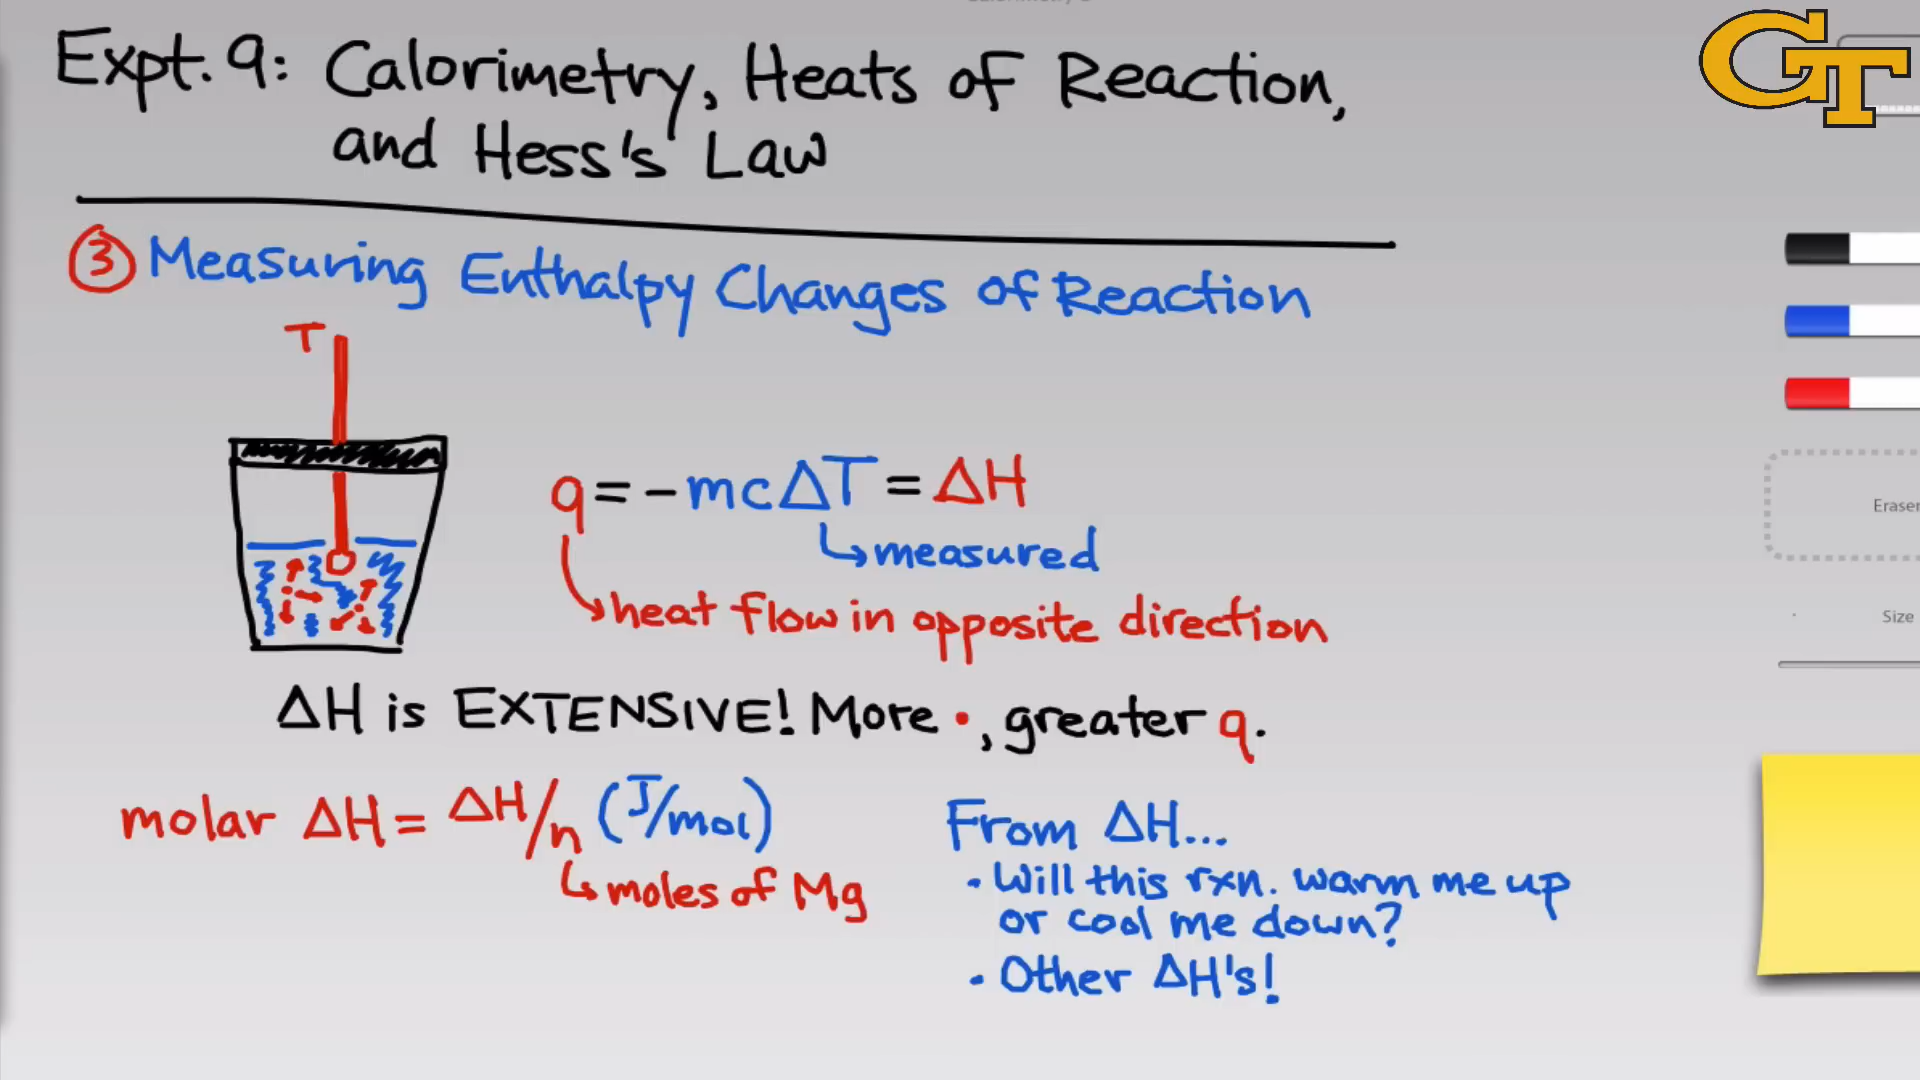 Expt. 9: Calorimetry, Heats of Reaction,
and Hess's Law
GT
③ Measuring Enthalpy Changes of Reaction
T
q = -mcΔT = ΔH
↳measured
↳heat flow in opposite direction
ΔH is EXTENSIVE! More •, greater q.
molar ΔH = ΔH/n (J/mol)
↳moles of Mg
From ΔH...
• Will this rxn. warm me up
or cool me down?
• Other ΔH's!
Eraser
Size